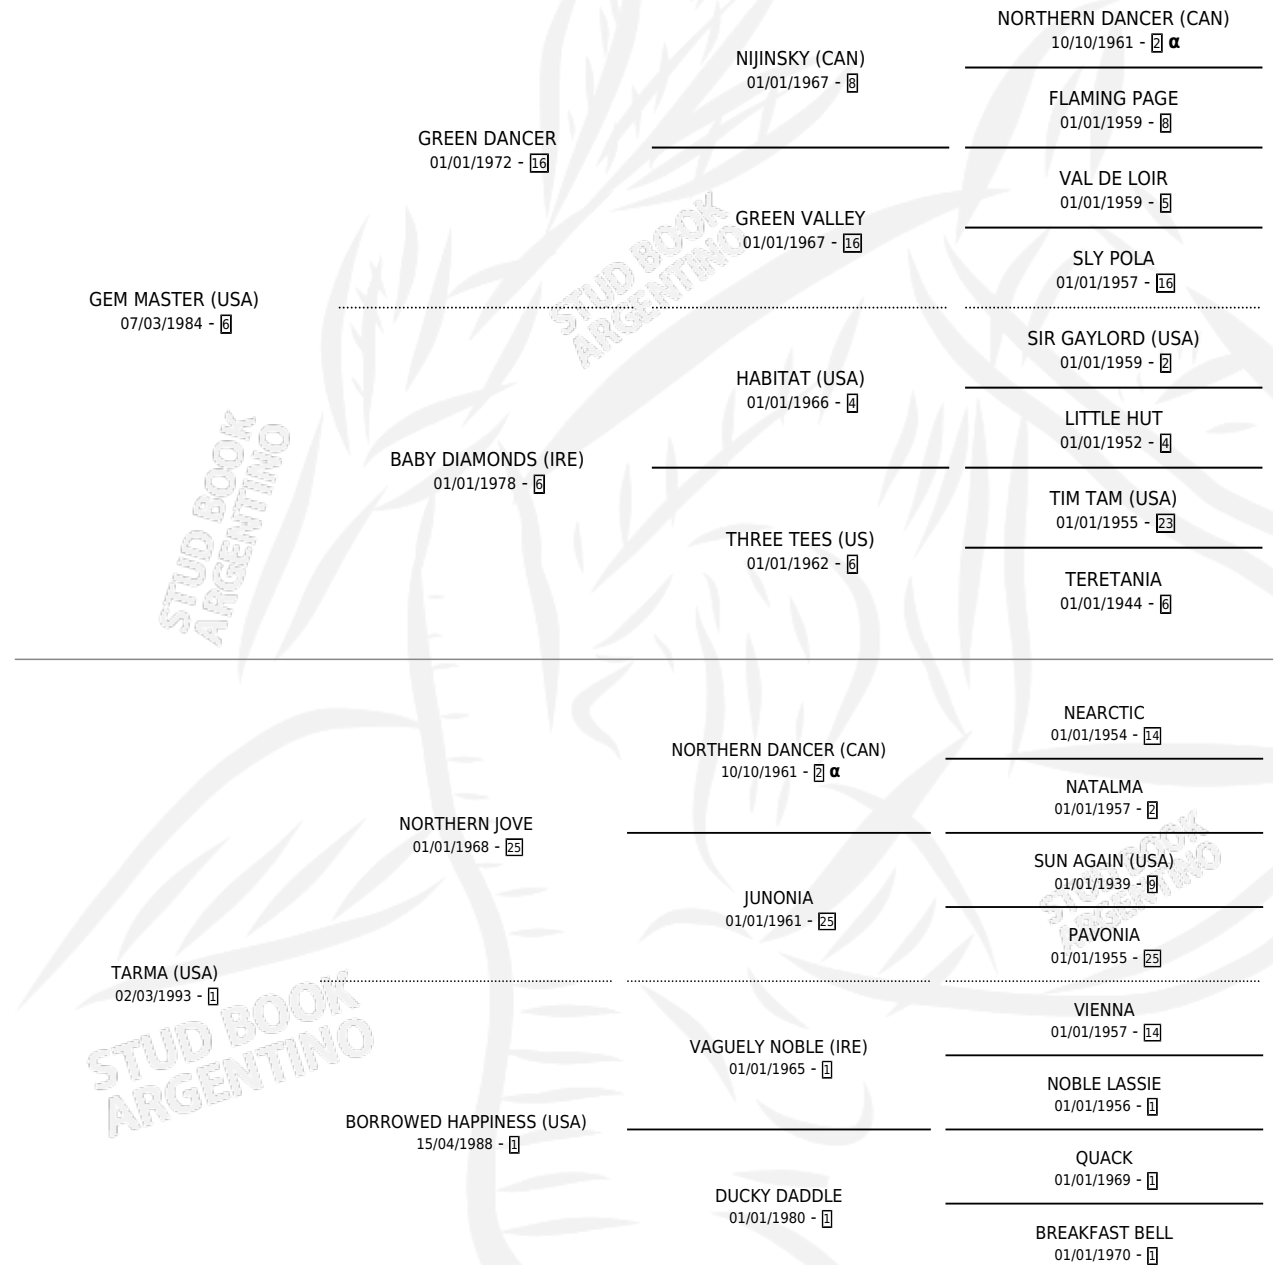 NORTHERN DANCER (CAN)
10/10/1961 - 2 α
NIJINSKY (CAN)
01/01/1967 - 8
FLAMING PAGE
01/01/1959 - 8
GREEN DANCER
01/01/1972 - 16
VAL DE LOIR
01/01/1959 - 5
GREEN VALLEY
01/01/1967 - 16
SLY POLA
01/01/1957 - 16
STUD BOOK
ARGENTINO
GEM MASTER (USA)
07/03/1984 - 6
SIR GAYLORD (USA)
01/01/1959 - 2
HABITAT (USA)
01/01/1966 - 4
LITTLE HUT
01/01/1952 - 4
BABY DIAMONDS (IRE)
01/01/1978 - 6
TIM TAM (USA)
01/01/1955 - 23
THREE TEES (US)
01/01/1962 - 6
TERETANIA
01/01/1944 - 6
STUD BOOK
ARGENTINO
NEARCTIC
01/01/1954 - 14
NORTHERN DANCER (CAN)
10/10/1961 - 2 α
NATALMA
01/01/1957 - 2
NORTHERN JOVE
01/01/1968 - 25
SUN AGAIN (USA)
01/01/1939 - 9
STUD BOOK
ARGENTINO
JUNONIA
01/01/1961 - 25
PAVONIA
01/01/1955 - 25
TARMA (USA)
02/03/1993 - 1
STUD BOOK
ARGENTINO
VIENNA
01/01/1957 - 14
VAGUELY NOBLE (IRE)
01/01/1965 - 1
NOBLE LASSIE
01/01/1956 - 1
BORROWED HAPPINESS (USA)
15/04/1988 - 1
QUACK
01/01/1969 - 1
DUCKY DADDLE
01/01/1980 - 1
BREAKFAST BELL
01/01/1970 - 1